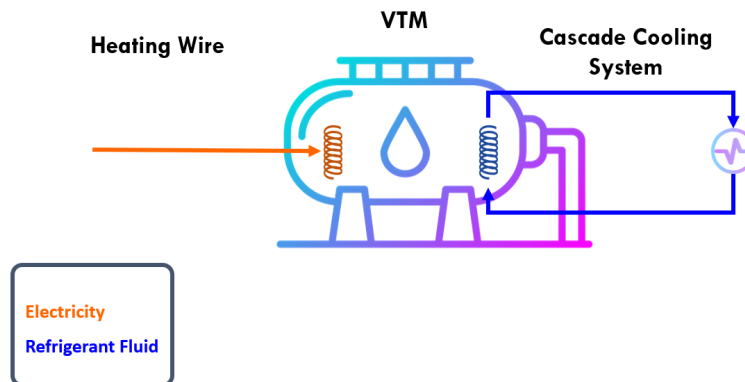 VTM
Heating Wire
Cascade Cooling
System
Electricity
Refrigerant Fluid